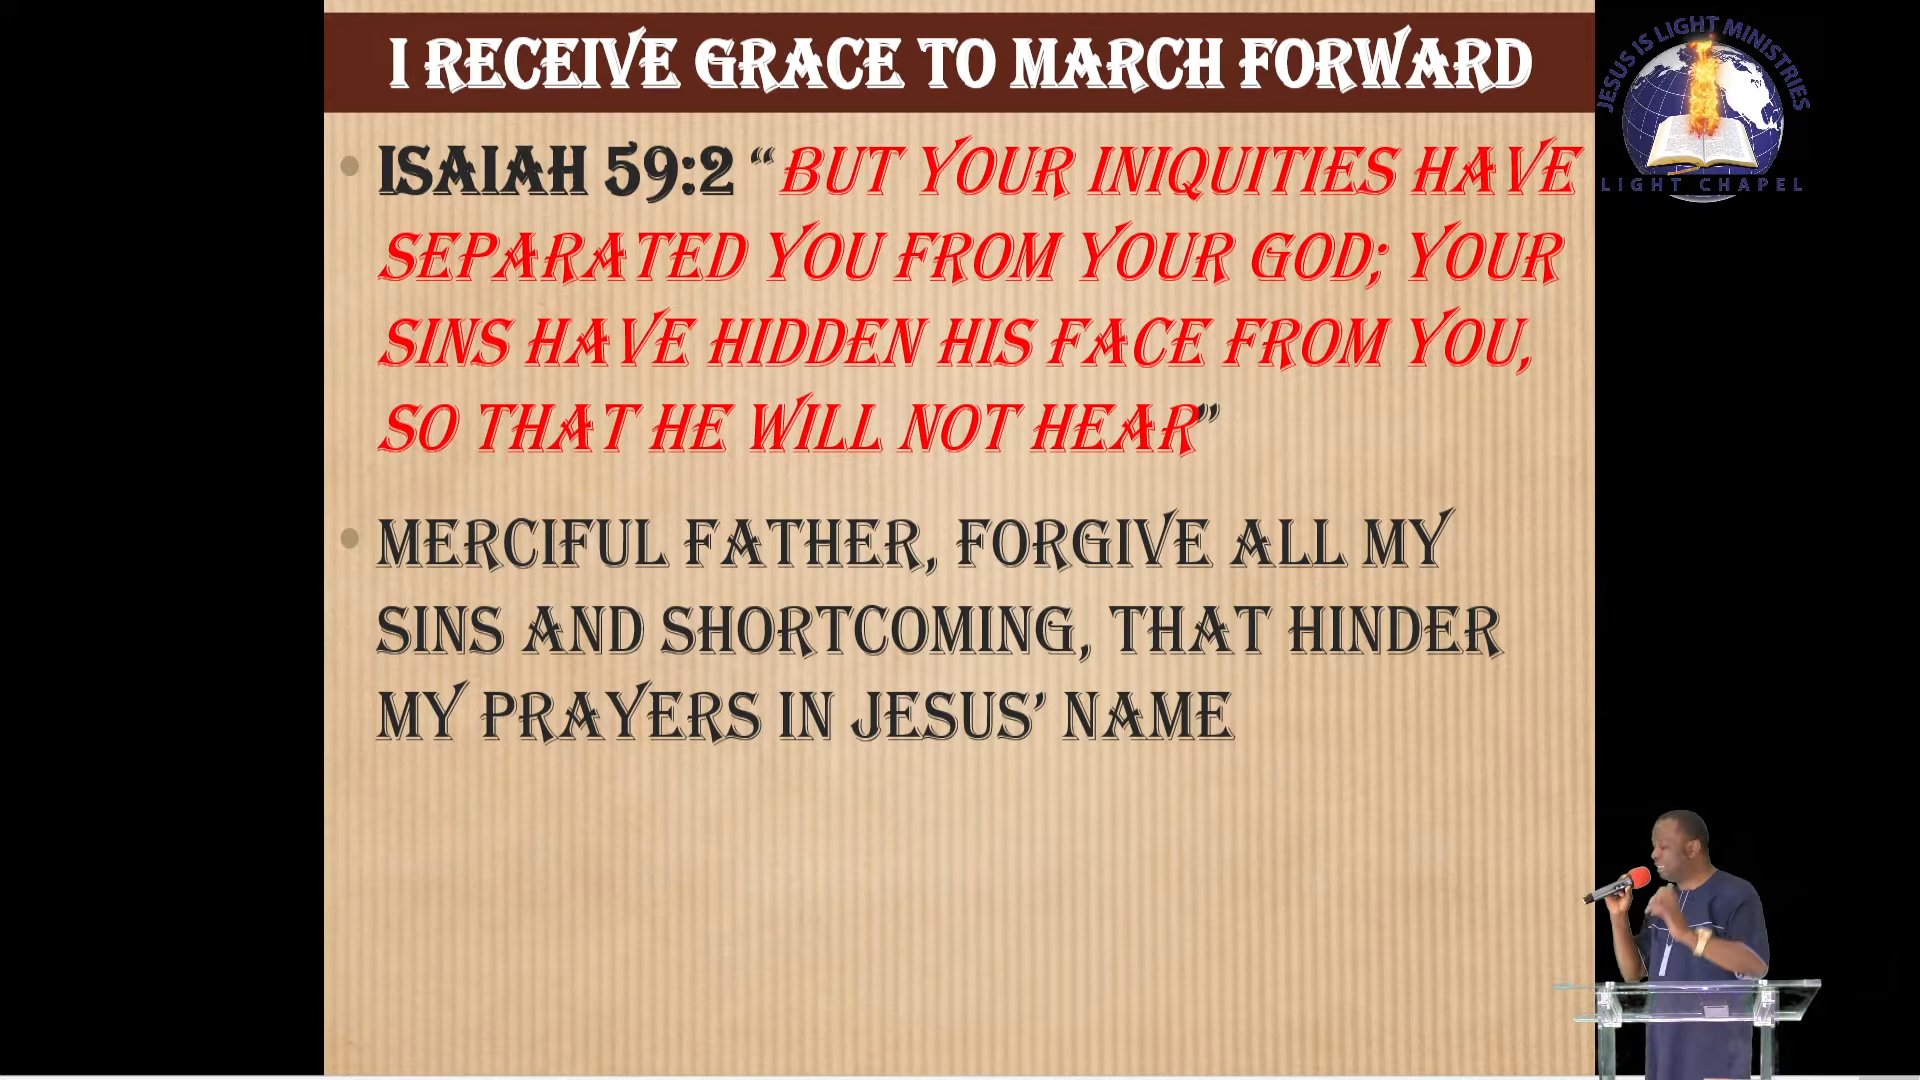 I RECEIVE GRACE TO MARCH FORWARD
JESUS IS LIGHT MINISTRIES
LIGHT CHAPEL
• ISAIAH 59:2 “BUT YOUR INIQUITIES HAVE
SEPARATED YOU FROM YOUR GOD; YOUR
SINS HAVE HIDDEN HIS FACE FROM YOU,
SO THAT HE WILL NOT HEAR”
• MERCIFUL FATHER, FORGIVE ALL MY
SINS AND SHORTCOMING, THAT HINDER
MY PRAYERS IN JESUS’ NAME